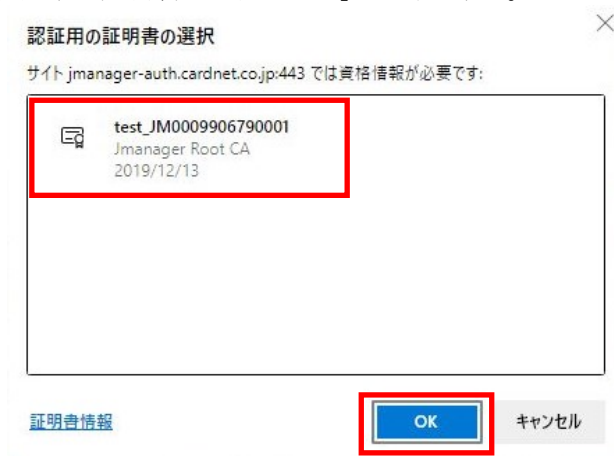 認証用の証明書の選択
サイト jmanager-auth.cardnet.co.jp:443 では資格情報が必要です:
test_JM0009906790001
Jmanager Root CA
2019/12/13
証明書情報
OK
キャンセル